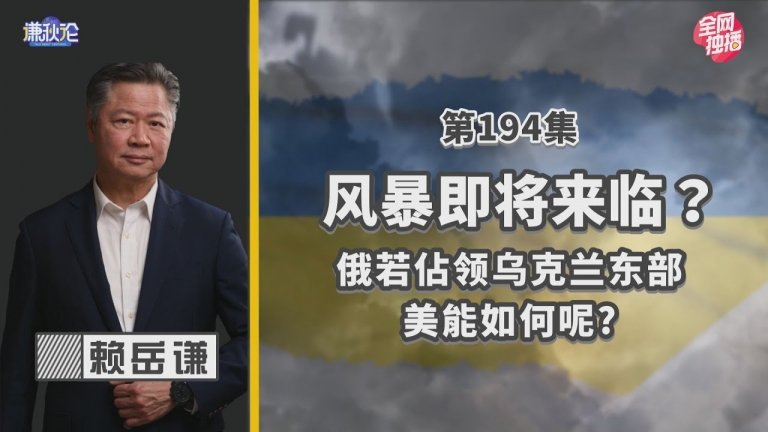 谦秋论
全网
独播
第194集
风暴即将来临？
俄若佔领乌克兰东部
美能如何呢？
赖岳谦